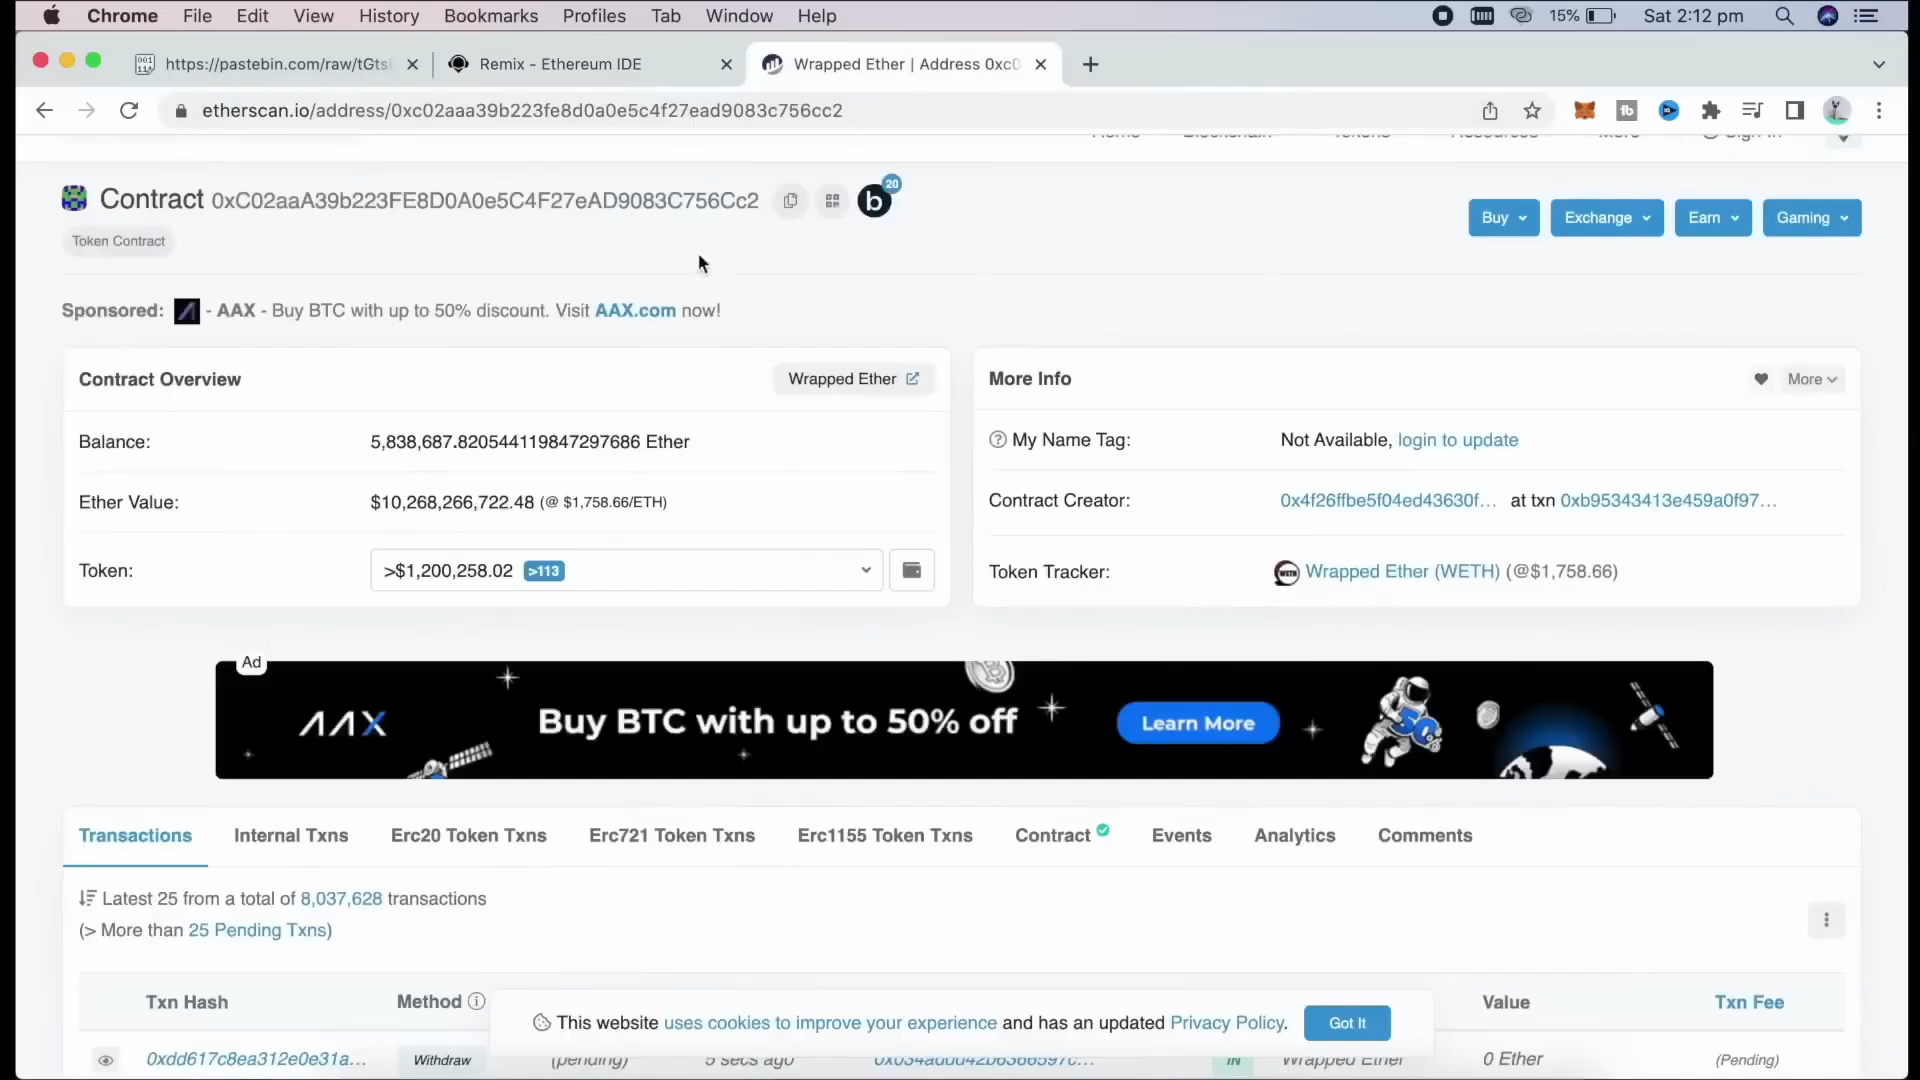 Chrome File Edit View History Bookmarks Profiles Tab Window Help 15% Sat 2:12 pm
https://pastebin.com/raw/tGts Remix - Ethereum IDE Wrapped Ether | Address 0xc0
etherscan.io/address/0xc02aaa39b223fe8d0a0e5c4f27ead9083c756cc2
Contract 0xC02aaA39b223FE8D0A0e5C4F27eAD9083C756Cc2 b 20
Buy Exchange Earn Gaming
Token Contract
Sponsored: - AAX - Buy BTC with up to 50% discount. Visit AAX.com now!
Contract Overview Wrapped Ether
Balance: 5,838,687.820544119847297686 Ether
Ether Value: $10,268,266,722.48 (@ $1,758.66/ETH)
Token: >$1,200,258.02 >113
More Info More
My Name Tag: Not Available, login to update
Contract Creator: 0x4f26ffbe5f04ed43630f... at txn 0xb95343413e459a0f97...
Token Tracker: Wrapped Ether (WETH) (@$1,758.66)
Ad
AAX Buy BTC with up to 50% off Learn More
Transactions Internal Txns Erc20 Token Txns Erc721 Token Txns Erc1155 Token Txns Contract Events Analytics Comments
Latest 25 from a total of 8,037,628 transactions
(> More than 25 Pending Txns)
Txn Hash Method Value Txn Fee
This website uses cookies to improve your experience and has an updated Privacy Policy. Got It
0xdd617c8ea312e0e31a... Withdraw (pending) 5 secs ago IN Wrapped Ether 0 Ether (Pending)